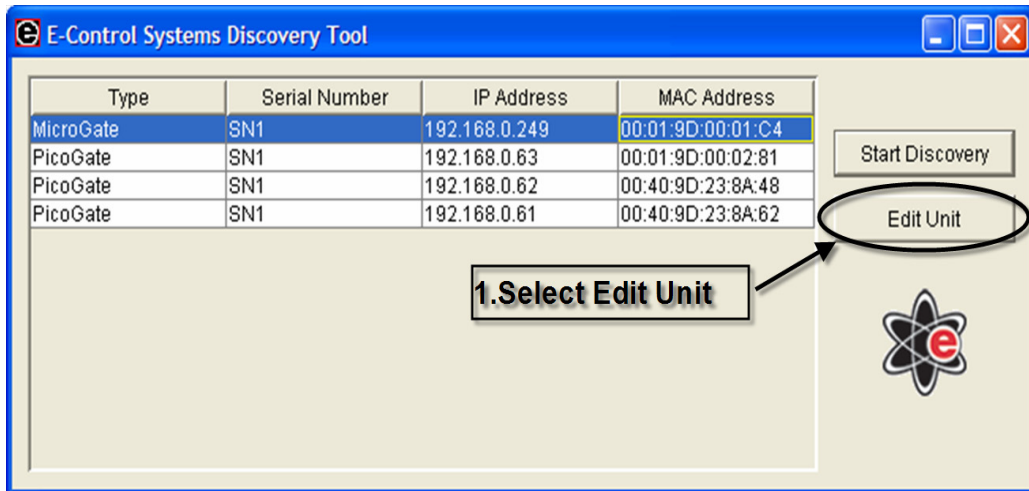 E-Control Systems Discovery Tool
Type Serial Number IP Address MAC Address
MicroGate SN1 192.168.0.249 00:01:9D:00:01:C4
PicoGate SN1 192.168.0.63 00:01:9D:00:02:81
PicoGate SN1 192.168.0.62 00:40:9D:23:8A:48
PicoGate SN1 192.168.0.61 00:40:9D:23:8A:62
Start Discovery
Edit Unit
1.Select Edit Unit
e